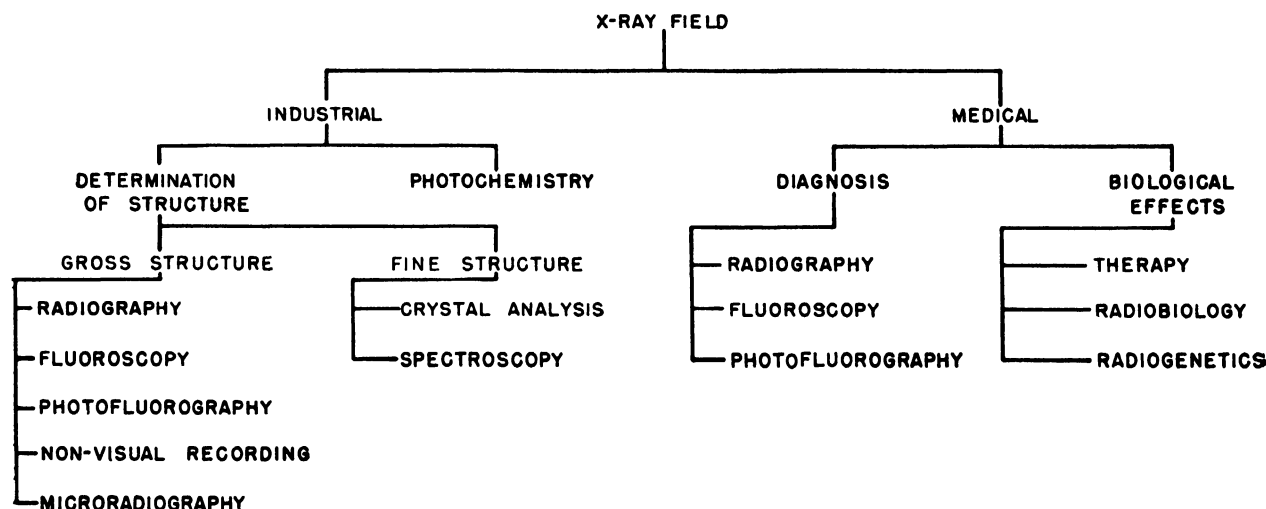 X-RAY FIELD
INDUSTRIAL
MEDICAL
DETERMINATION
OF STRUCTURE
PHOTOCHEMISTRY
DIAGNOSIS
BIOLOGICAL
EFFECTS
GROSS STRUCTURE
RADIOGRAPHY
FLUOROSCOPY
PHOTOFLUOROGRAPHY
NON-VISUAL RECORDING
MICRORADIOGRAPHY
FINE STRUCTURE
CRYSTAL ANALYSIS
SPECTROSCOPY
RADIOGRAPHY
FLUOROSCOPY
PHOTOFLUOROGRAPHY
THERAPY
RADIOBIOLOGY
RADIOGENETICS